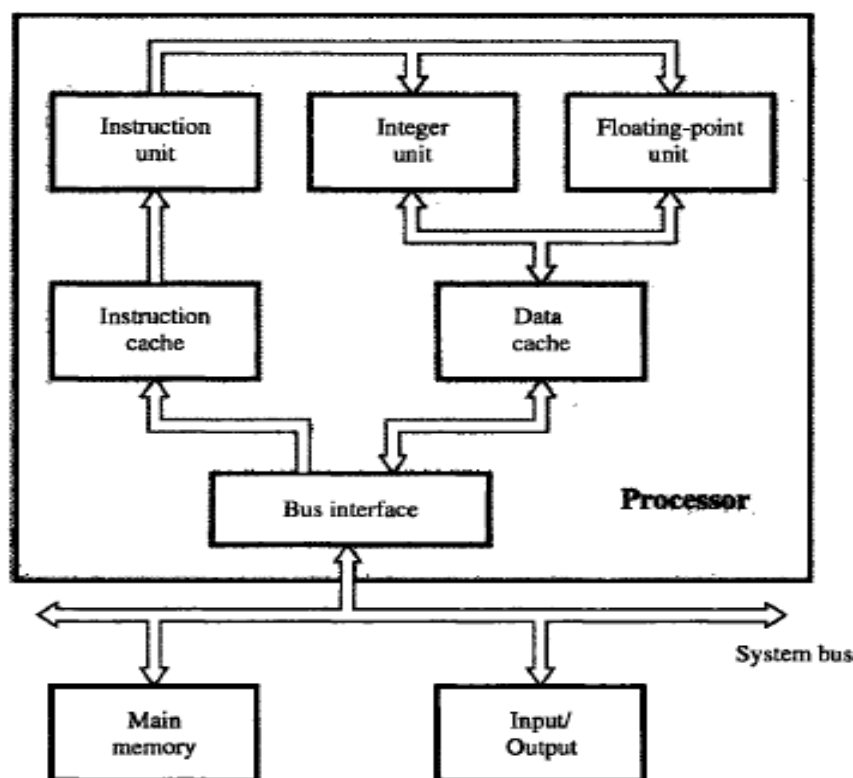 Instruction
unit
Integer
unit
Floating-point
unit
Instruction
cache
Data
cache
Bus interface
Processor
System bus
Main
memory
Input/
Output